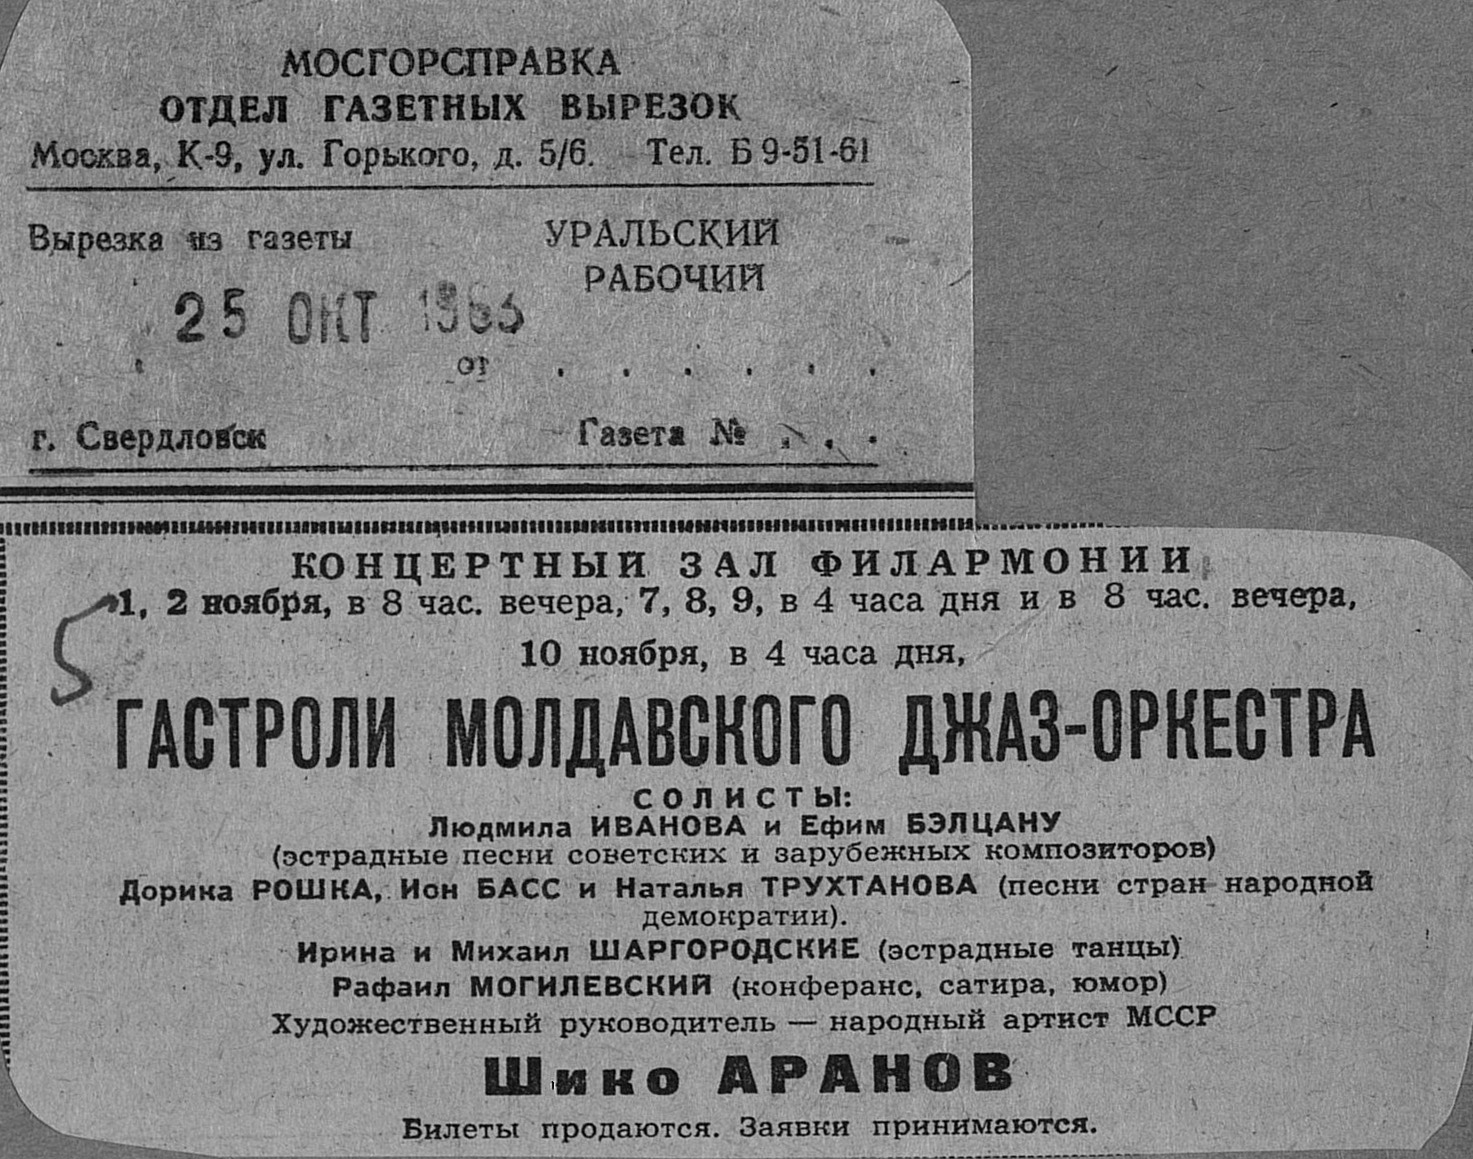 МОСГОРСПРАВКА
ОТДЕЛ ГАЗЕТНЫХ ВЫРЕЗОК
Москва, К-9, ул. Горького, д. 5/6. Тел. Б 9-51-61
Вырезка из газеты
УРАЛЬСКИЙ
РАБОЧИЙ
25 ОКТ 1963
от . . . . . .
г. Свердловск Газета № . . .
КОНЦЕРТНЫЙ ЗАЛ ФИЛАРМОНИИ
1, 2 ноября, в 8 час. вечера, 7, 8, 9, в 4 часа дня и в 8 час. вечера,
10 ноября, в 4 часа дня,
5
ГАСТРОЛИ МОЛДАВСКОГО ДЖАЗ-ОРКЕСТРА
СОЛИСТЫ:
Людмила ИВАНОВА и Ефим БЭЛЦАНУ
(эстрадные песни советских и зарубежных композиторов)
Дорика РОШКА, Ион БАСС и Наталья ТРУХТАНОВА (песни стран народной
демократии).
Ирина и Михаил ШАРГОРОДСКИЕ (эстрадные танцы)
Рафаил МОГИЛЕВСКИЙ (конферанс, сатира, юмор)
Художественный руководитель — народный артист МССР
Шико АРАНОВ
Билеты продаются. Заявки принимаются.